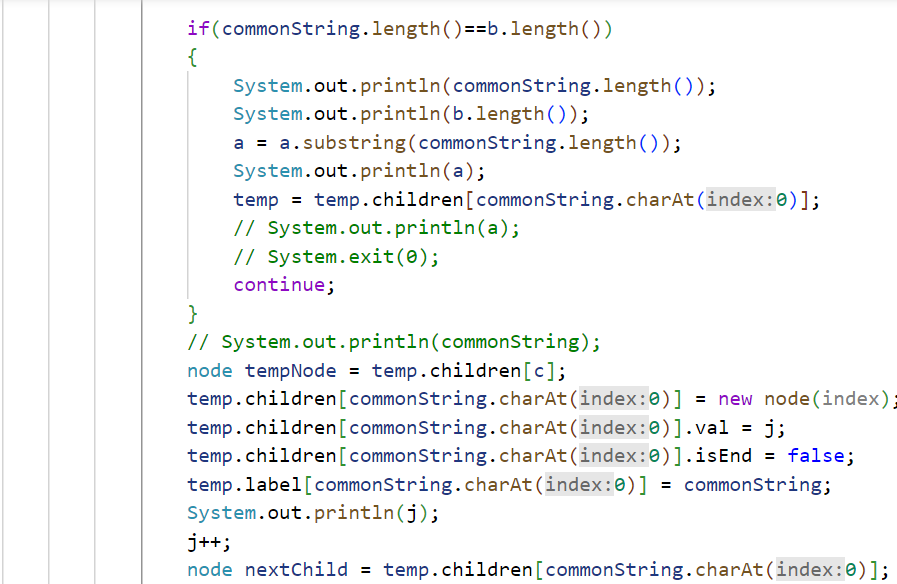 if(commonString.length()==b.length())
{
System.out.println(commonString.length());
System.out.println(b.length());
a = a.substring(commonString.length());
System.out.println(a);
temp = temp.children[commonString.charAt(index:0)];
// System.out.println(a);
// System.exit(0);
continue;
}
// System.out.println(commonString);
node tempNode = temp.children[c];
temp.children[commonString.charAt(index:0)] = new node(index);
temp.children[commonString.charAt(index:0)].val = j;
temp.children[commonString.charAt(index:0)].isEnd = false;
temp.label[commonString.charAt(index:0)] = commonString;
System.out.println(j);
j++;
node nextChild = temp.children[commonString.charAt(index:0)];